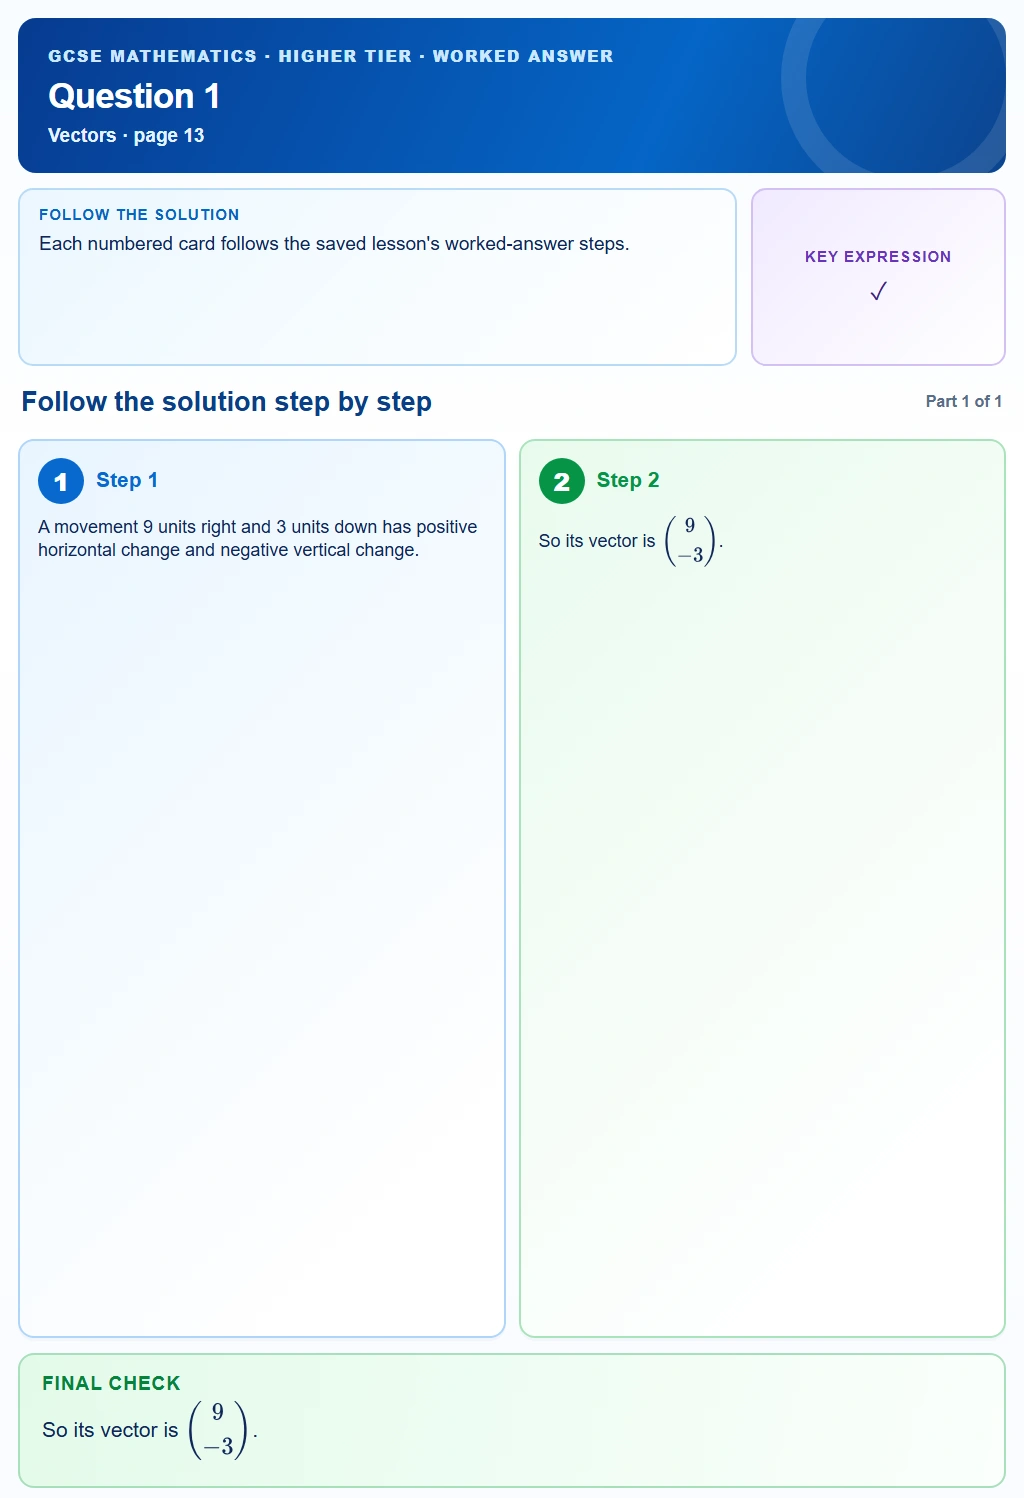 GCSE MATHEMATICS · HIGHER TIER · WORKED ANSWER
Question 1
Vectors · page 13
FOLLOW THE SOLUTION
Each numbered card follows the saved lesson's worked-answer steps.
KEY EXPRESSION
✓
Follow the solution step by step
Part 1 of 1
1 Step 1
A movement 9 units right and 3 units down has positive
horizontal change and negative vertical change.
2 Step 2
So its vector is (9 −3).
FINAL CHECK
So its vector is (9 −3).